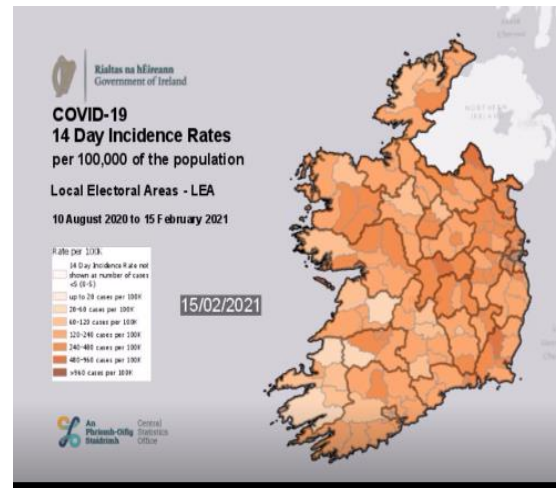 Rialtas na hÉireann
Government of Ireland
COVID-19
14 Day Incidence Rates
per 100,000 of the population
Local Electoral Areas - LEA
10 August 2020 to 15 February 2021
Rate per 100K
14 Day Incidence Rate not
shown as number of cases
<5 (0-5)
up to 20 cases per 100K
20-60 cases per 100K
60-120 cases per 100K
120-240 cases per 100K
240-480 cases per 100K
480-960 cases per 100K
>960 cases per 100K
15/02/2021
An
Phríomh-Oifig
Staidrimh
Central
Statistics
Office
NORTHERN
IRELAND